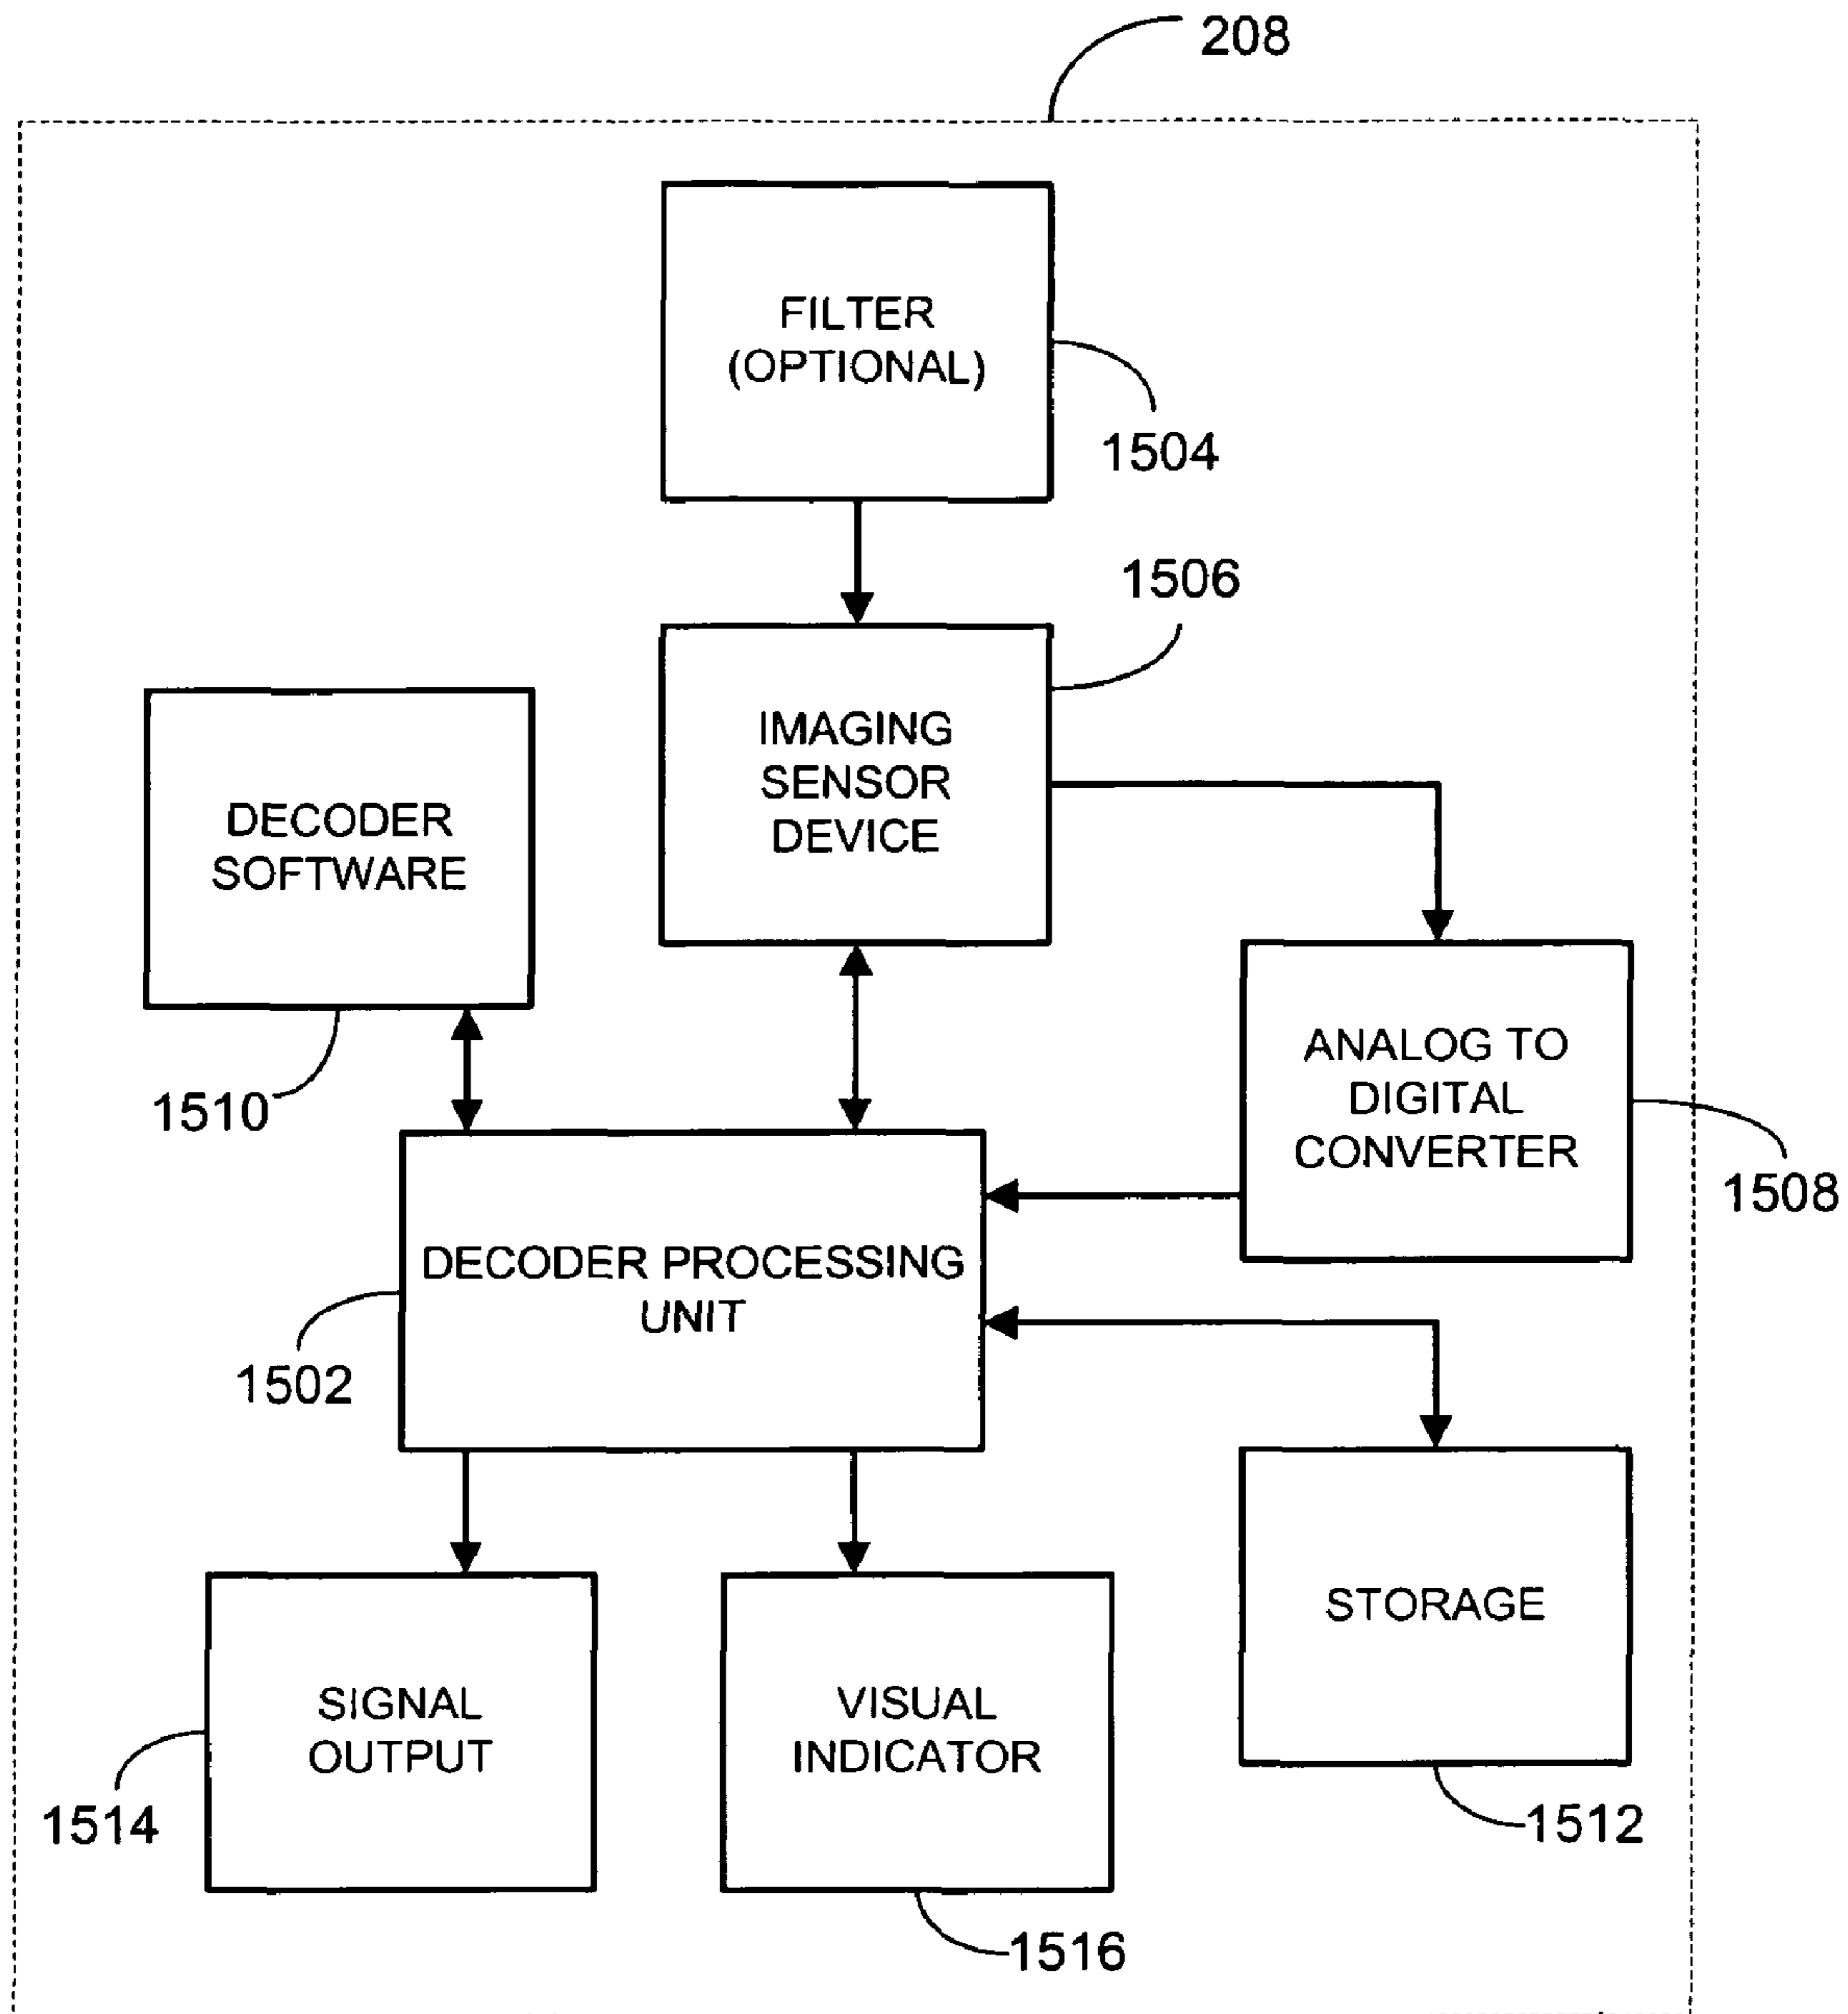 208
FILTER
(OPTIONAL)
1504
1506
IMAGING
SENSOR
DEVICE
DECODER
SOFTWARE
1510
ANALOG TO
DIGITAL
CONVERTER
1508
DECODER PROCESSING
UNIT
1502
STORAGE
1512
SIGNAL
OUTPUT
1514
VISUAL
INDICATOR
1516